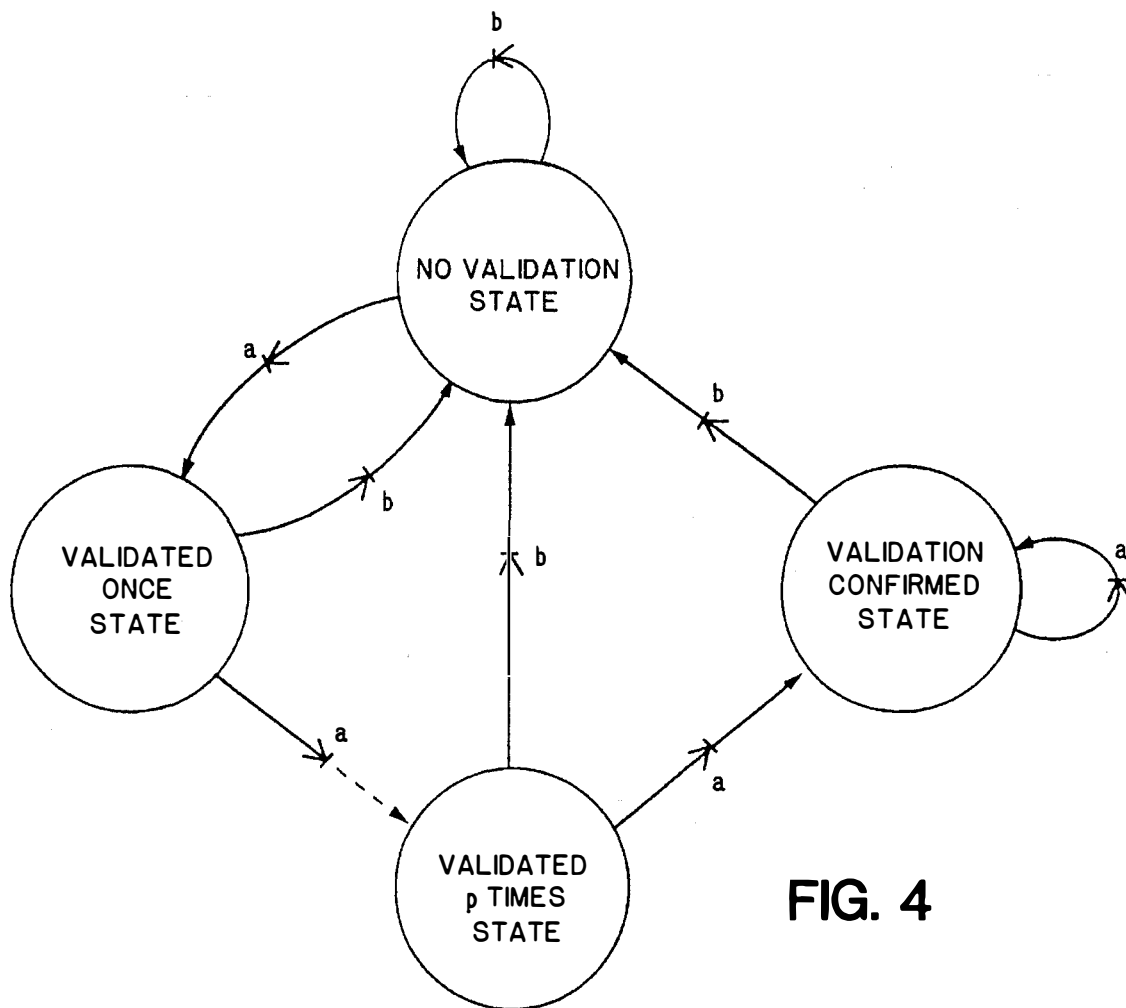 b
NO VALIDATION
STATE
a
b
b
b
VALIDATED
ONCE
STATE
VALIDATION
CONFIRMED
STATE
a
a
a
VALIDATED
p TIMES
STATE
FIG. 4